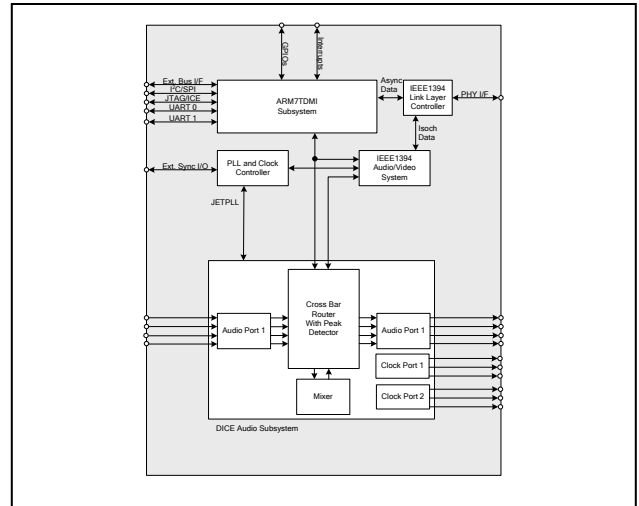 GPIOs
Interrupts
Ext. Bus I/F
I²C/SPI
JTAG/ICE
UART 0
UART 1
ARM7TDMI
Subsystem
Async
Data
IEEE1394
Link Layer
Controller
PHY I/F
Isoch
Data
Ext. Sync I/O
PLL and Clock
Controller
IEEE1394
Audio/Video
System
JETPLL
Audio Port 1
Cross Bar
Router
With Peak
Detector
Audio Port 1
Clock Port 1
Mixer
Clock Port 2
DICE Audio Subsystem